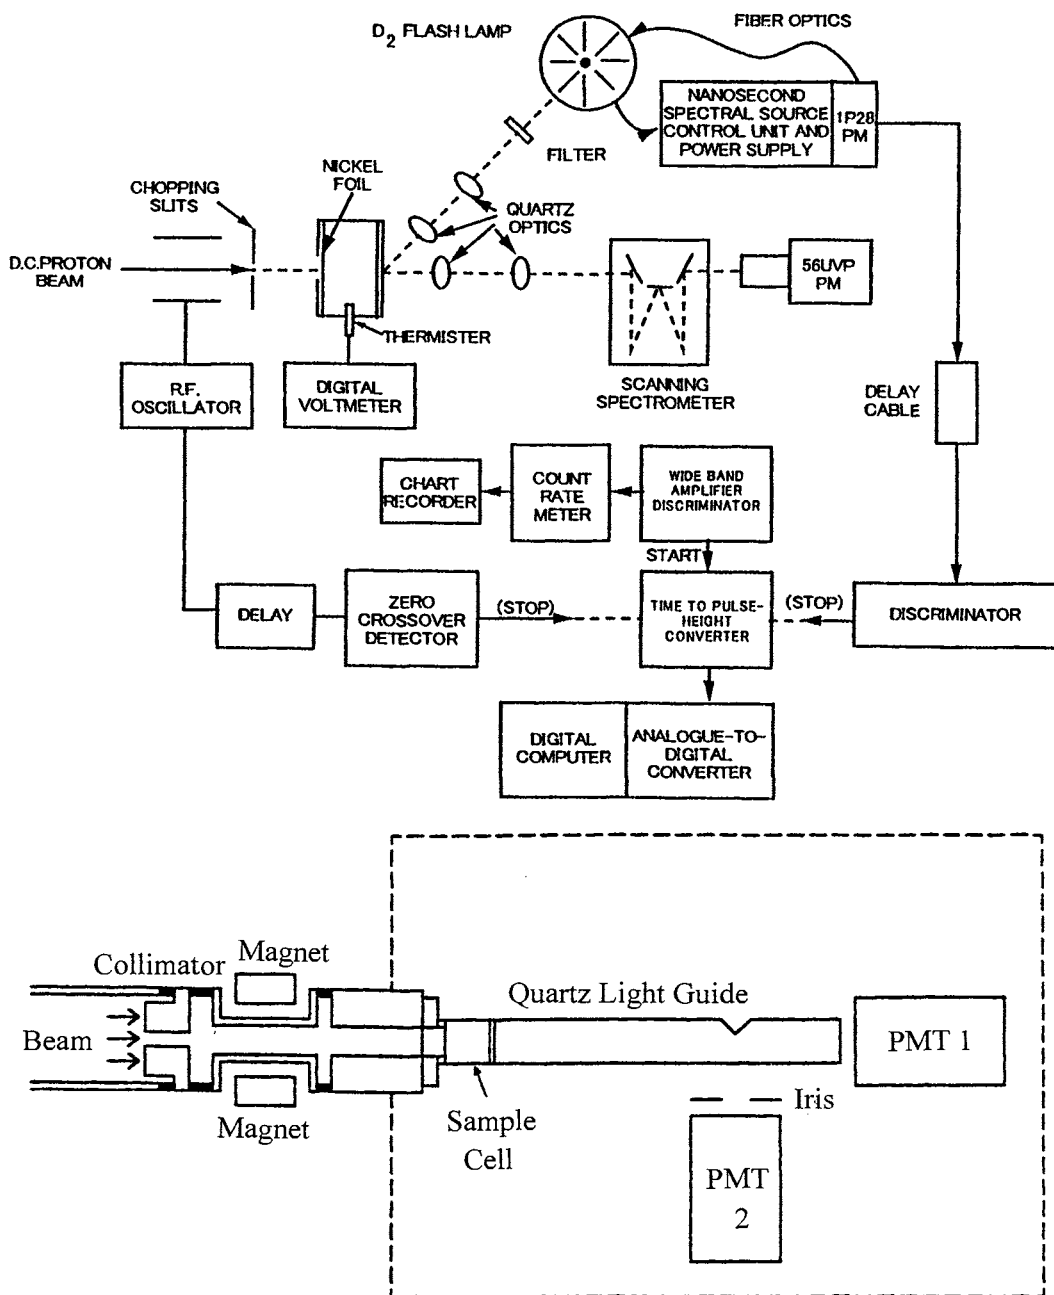 FIBER OPTICS
D2 FLASH LAMP
NANOSECOND
SPECTRAL SOURCE
CONTROL UNIT AND
POWER SUPPLY
1P28
PM
FILTER
NICKEL
FOIL
CHOPPING
SLITS
QUARTZ
OPTICS
D.C.PROTON
BEAM
56UVP
PM
THERMISTER
R.F.
OSCILLATOR
DIGITAL
VOLTMETER
SCANNING
SPECTROMETER
DELAY
CABLE
CHART
RECORDER
COUNT
RATE
METER
WIDE BAND
AMPLIFIER
DISCRIMINATOR
START
DELAY
ZERO
CROSSOVER
DETECTOR
(STOP)
TIME TO PULSE-
HEIGHT
CONVERTER
(STOP)
DISCRIMINATOR
DIGITAL
COMPUTER
ANALOGUE-TO-
DIGITAL
CONVERTER
Magnet
Collimator
Quartz Light Guide
Beam
PMT 1
Magnet
Sample
Cell
Iris
PMT
2